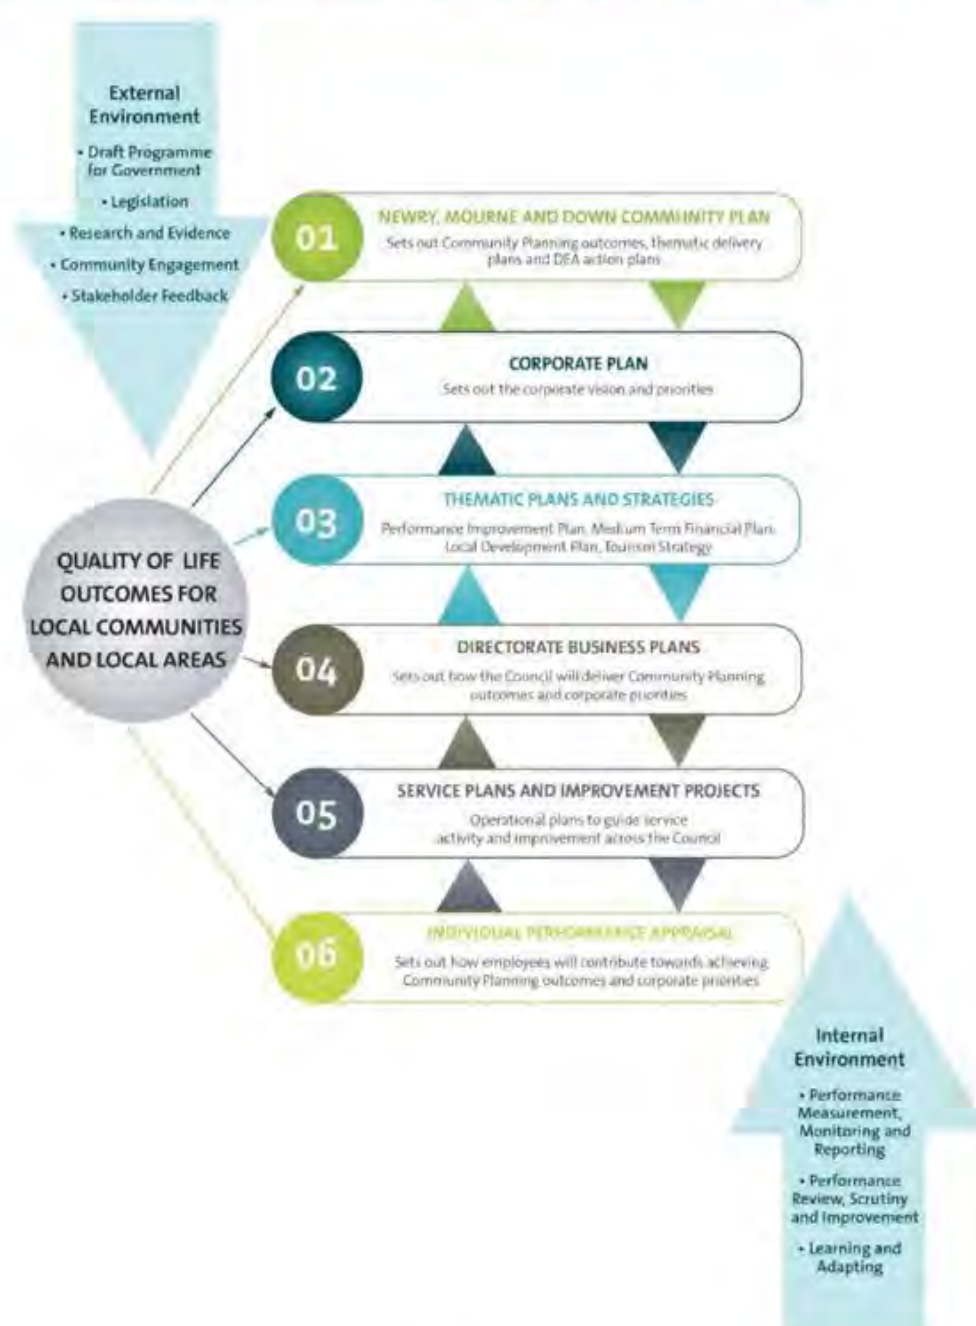 External
Environment
• Draft Programme
for Government
• Legislation
• Research and Evidence
• Community Engagement
• Stakeholder Feedback
01
NEWRY, MOURNE AND DOWN COMMUNITY PLAN
Sets out Community Planning outcomes, thematic delivery
plans and DEA action plans
02
CORPORATE PLAN
Sets out the corporate vision and priorities
03
THEMATIC PLANS AND STRATEGIES
Performance Improvement Plan, Medium Term Financial Plan
Local Development Plan, Tourism Strategy
QUALITY OF LIFE
OUTCOMES FOR
LOCAL COMMUNITIES
AND LOCAL AREAS
04
DIRECTORATE BUSINESS PLANS
Sets out how the Council will deliver Community Planning
outcomes and corporate priorities
05
SERVICE PLANS AND IMPROVEMENT PROJECTS
Operational plans to guide service
activity and improvement across the Council
06
INDIVIDUAL PERFORMANCE APPRAISAL
Sets out how employees will contribute towards achieving
Community Planning outcomes and corporate priorities
Internal
Environment
• Performance
Measurement,
Monitoring and
Reporting
• Performance
Review, Scrutiny
and Improvement
• Learning and
Adapting